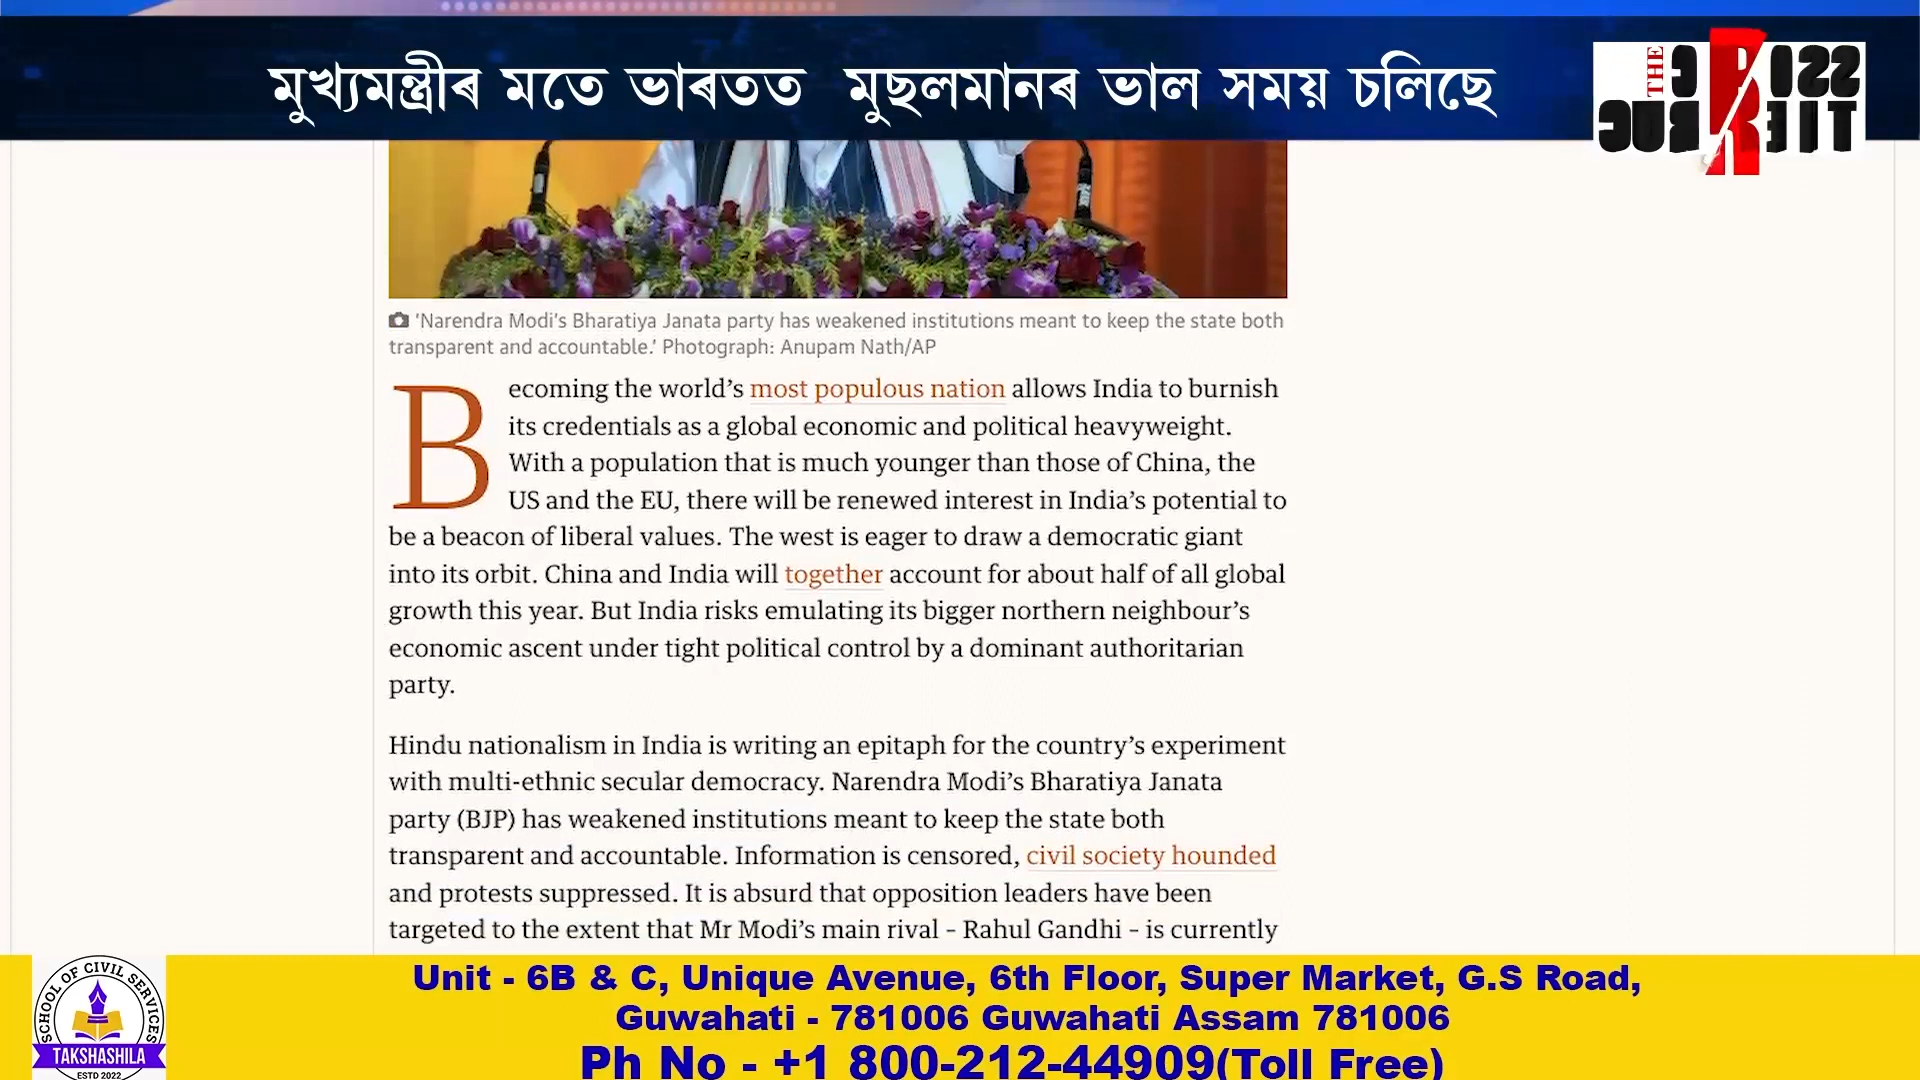 মুখ্যমন্ত্ৰীৰ মতে ভাৰতত মুছলমানৰ ভাল সময় চলিছে
THE CROSS
CURRENT
'Narendra Modi's Bharatiya Janata party has weakened institutions meant to keep the state both
transparent and accountable.' Photograph: Anupam Nath/AP
Becoming the world's most populous nation allows India to burnish
its credentials as a global economic and political heavyweight.
With a population that is much younger than those of China, the
US and the EU, there will be renewed interest in India's potential to
be a beacon of liberal values. The west is eager to draw a democratic giant
into its orbit. China and India will together account for about half of all global
growth this year. But India risks emulating its bigger northern neighbour's
economic ascent under tight political control by a dominant authoritarian
party.
Hindu nationalism in India is writing an epitaph for the country's experiment
with multi-ethnic secular democracy. Narendra Modi's Bharatiya Janata
party (BJP) has weakened institutions meant to keep the state both
transparent and accountable. Information is censored, civil society hounded
and protests suppressed. It is absurd that opposition leaders have been
targeted to the extent that Mr Modi's main rival – Rahul Gandhi – is currently
SCHOOL OF CIVIL SERVICES
TAKSHASHILA
ESTD 2022
Unit - 6B & C, Unique Avenue, 6th Floor, Super Market, G.S Road,
Guwahati - 781006 Guwahati Assam 781006
Ph No - +1 800-212-44909(Toll Free)